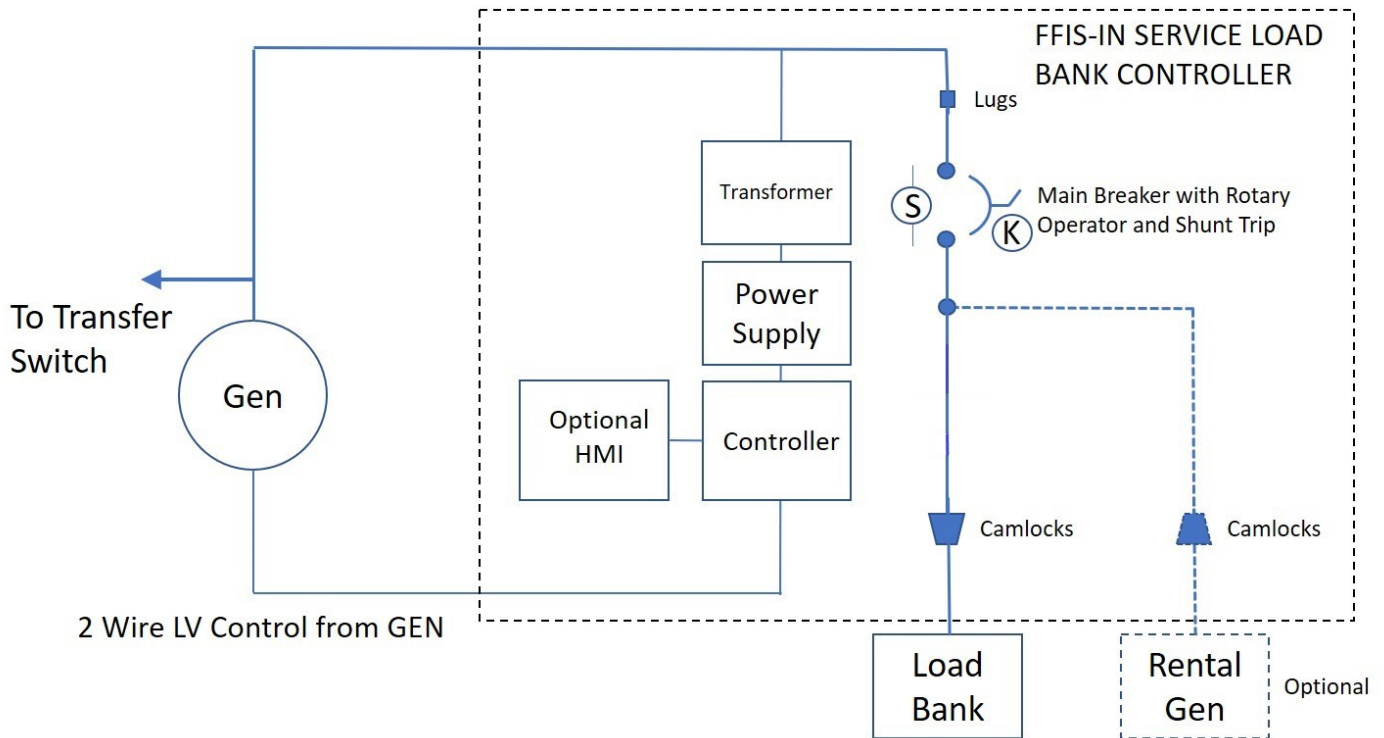 FFIS-IN SERVICE LOAD
BANK CONTROLLER
Lugs
Transformer
S
K
Main Breaker with Rotary
Operator and Shunt Trip
To Transfer
Switch
Gen
Power
Supply
Optional
HMI
Controller
Camlocks
Camlocks
2 Wire LV Control from GEN
Load
Bank
Rental
Gen
Optional